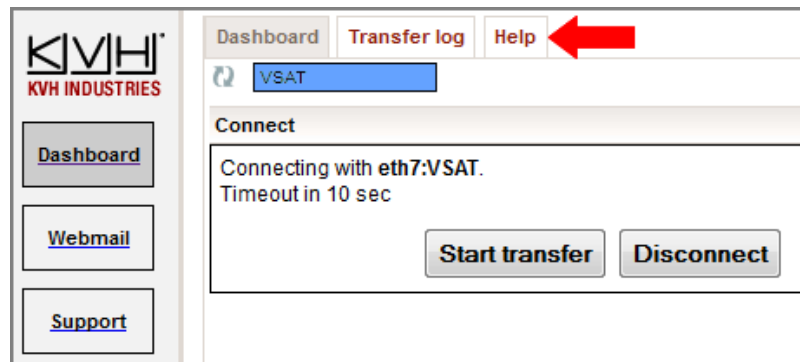 KVH
KVH INDUSTRIES
Dashboard
Webmail
Support
Dashboard Transfer log Help
VSAT
Connect
Connecting with eth7:VSAT.
Timeout in 10 sec
Start transfer Disconnect